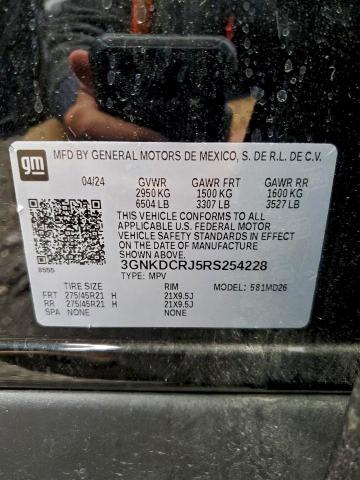 gm
MFD BY GENERAL MOTORS DE MEXICO, S. DE R.L. DE C.V.
04/24 GVWR GAWR FRT GAWR RR
2950 KG 1500 KG 1600 KG
6504 LB 3307 LB 3527 LB
THIS VEHICLE CONFORMS TO ALL
APPLICABLE U.S. FEDERAL MOTOR
VEHICLE SAFETY STANDARDS IN
EFFECT ON THE DATE OF MANUFACTURE
SHOWN ABOVE.
3GNKDCRJ5RS254228
8555 TYPE: MPV
TIRE SIZE RIM MODEL: 581MD26
FRT 275/45R21 H 21X9.5J
RR 275/45R21 H 21X9.5J
SPA NONE NONE